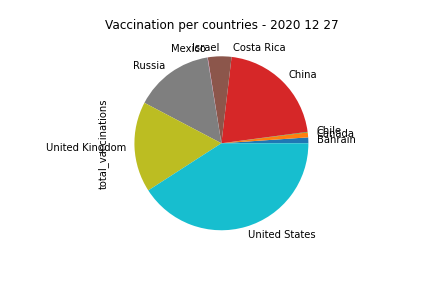 Vaccination per countries - 2020 12 27
Mexico
Israel
Costa Rica
Russia
China
Chile
Canada
Bahrain
total_vaccinations
United Kingdom
United States